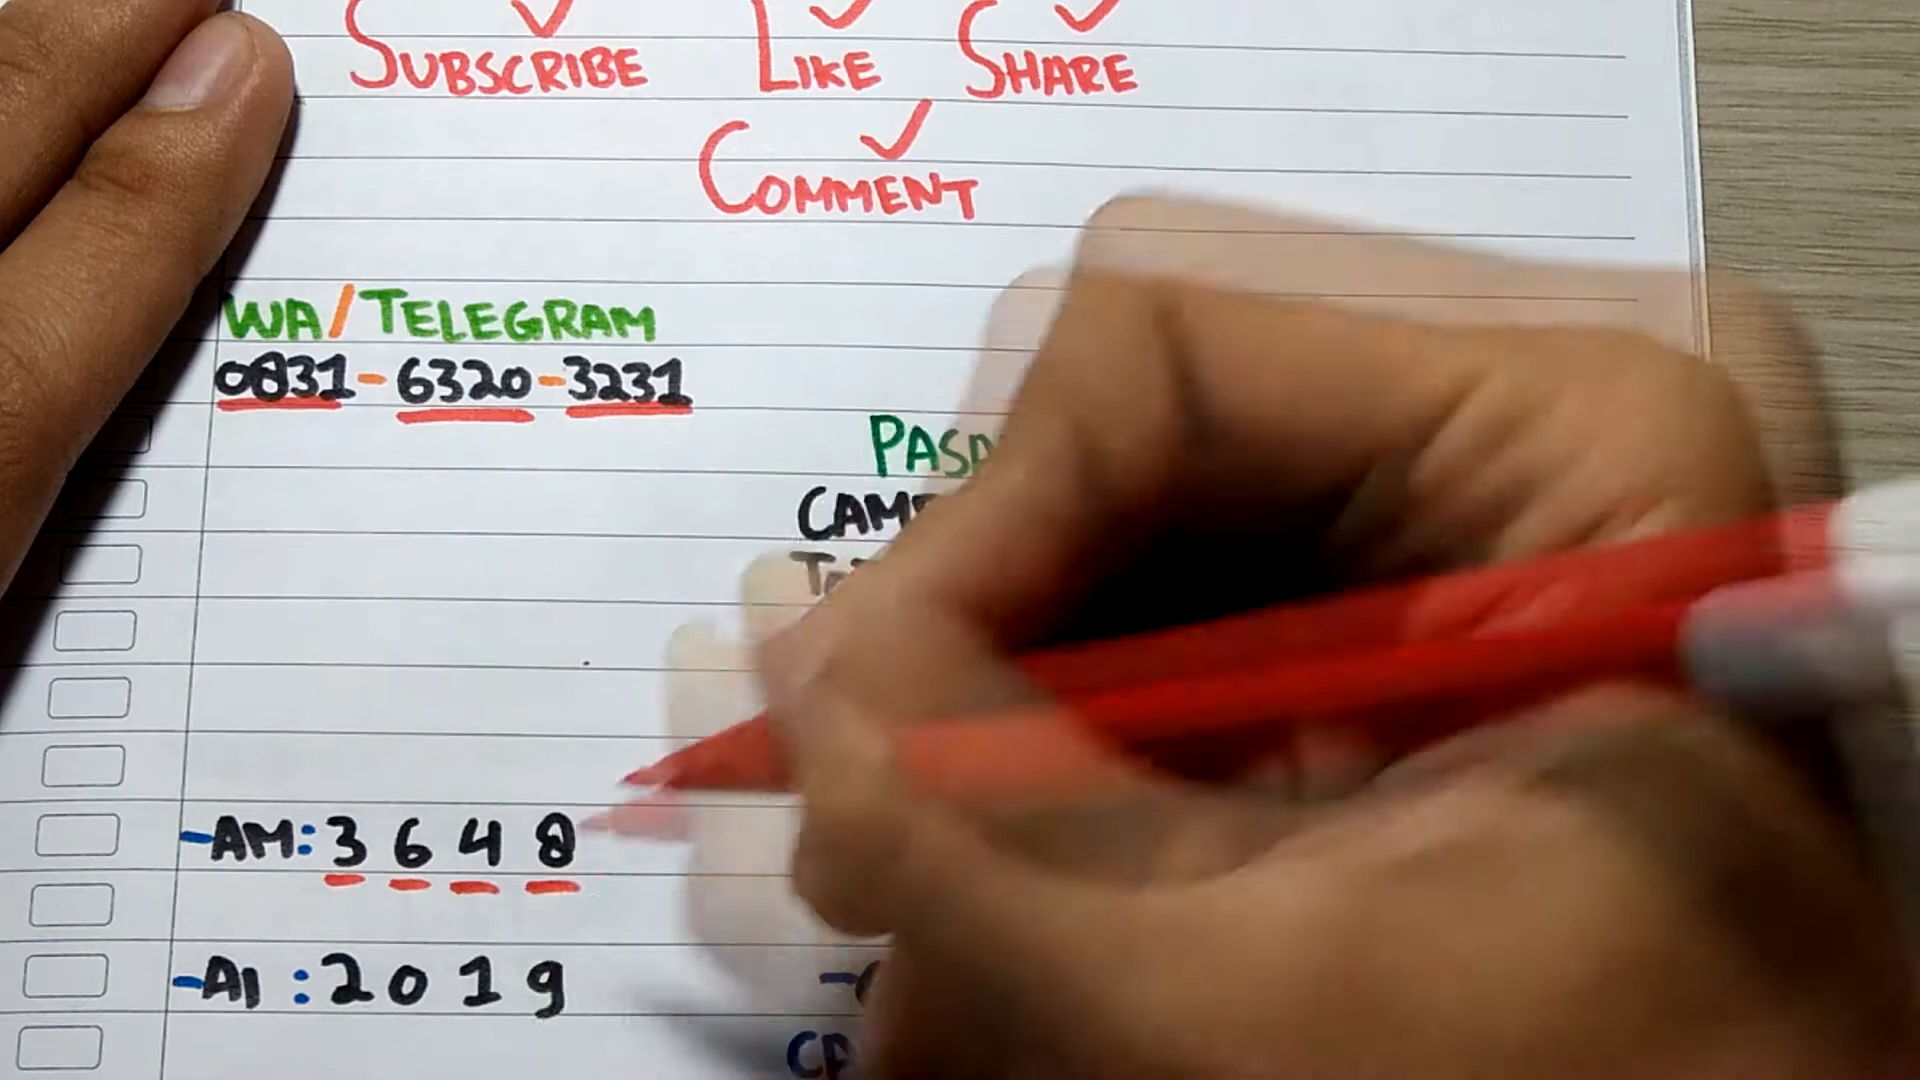 SUBSCRIBE LIKE SHARE
COMMENT
WA/TELEGRAM
0831-6320-3231
-AM: 3 6 4 8
-AI : 2 0 1 9